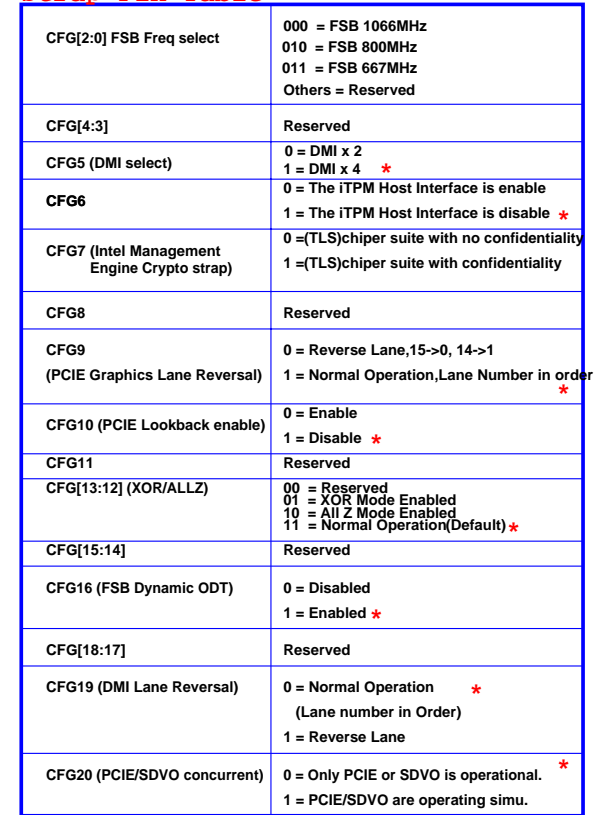 Strap Pin Table
CFG[2:0] FSB Freq select
000 = FSB 1066MHz
010 = FSB 800MHz
011 = FSB 667MHz
Others = Reserved
CFG[4:3]
Reserved
CFG5 (DMI select)
0 = DMI x 2
1 = DMI x 4 *
CFG6
0 = The iTPM Host Interface is enable
1 = The iTPM Host Interface is disable *
CFG7 (Intel Management
Engine Crypto strap)
0 =(TLS)chiper suite with no confidentiality
1 =(TLS)chiper suite with confidentiality
CFG8
Reserved
CFG9
(PCIE Graphics Lane Reversal)
0 = Reverse Lane,15->0, 14->1
1 = Normal Operation,Lane Number in order
*
CFG10 (PCIE Lookback enable)
0 = Enable
1 = Disable *
CFG11
Reserved
CFG[13:12] (XOR/ALLZ)
00 = Reserved
01 = XOR Mode Enabled
10 = All Z Mode Enabled
11 = Normal Operation(Default) *
CFG[15:14]
Reserved
CFG16 (FSB Dynamic ODT)
0 = Disabled
1 = Enabled *
CFG[18:17]
Reserved
CFG19 (DMI Lane Reversal)
0 = Normal Operation *
(Lane number in Order)
1 = Reverse Lane
CFG20 (PCIE/SDVO concurrent)
0 = Only PCIE or SDVO is operational. *
1 = PCIE/SDVO are operating simu.